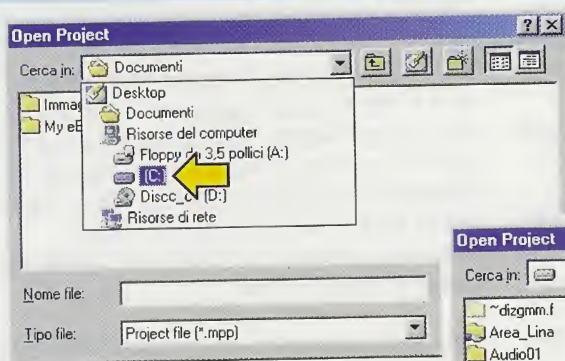 Open Project
Cerca in: Documenti
Desktop
Documenti
Risorse del computer
Floppy da 3,5 pollici (A:)
(C:
(D:)
Risorse di rete
My eB
Nome file:
Tipo file: Project file (*.mpp)
Open Project
Cerca in:
~dizgmm.f
Area_Lina
Audio01